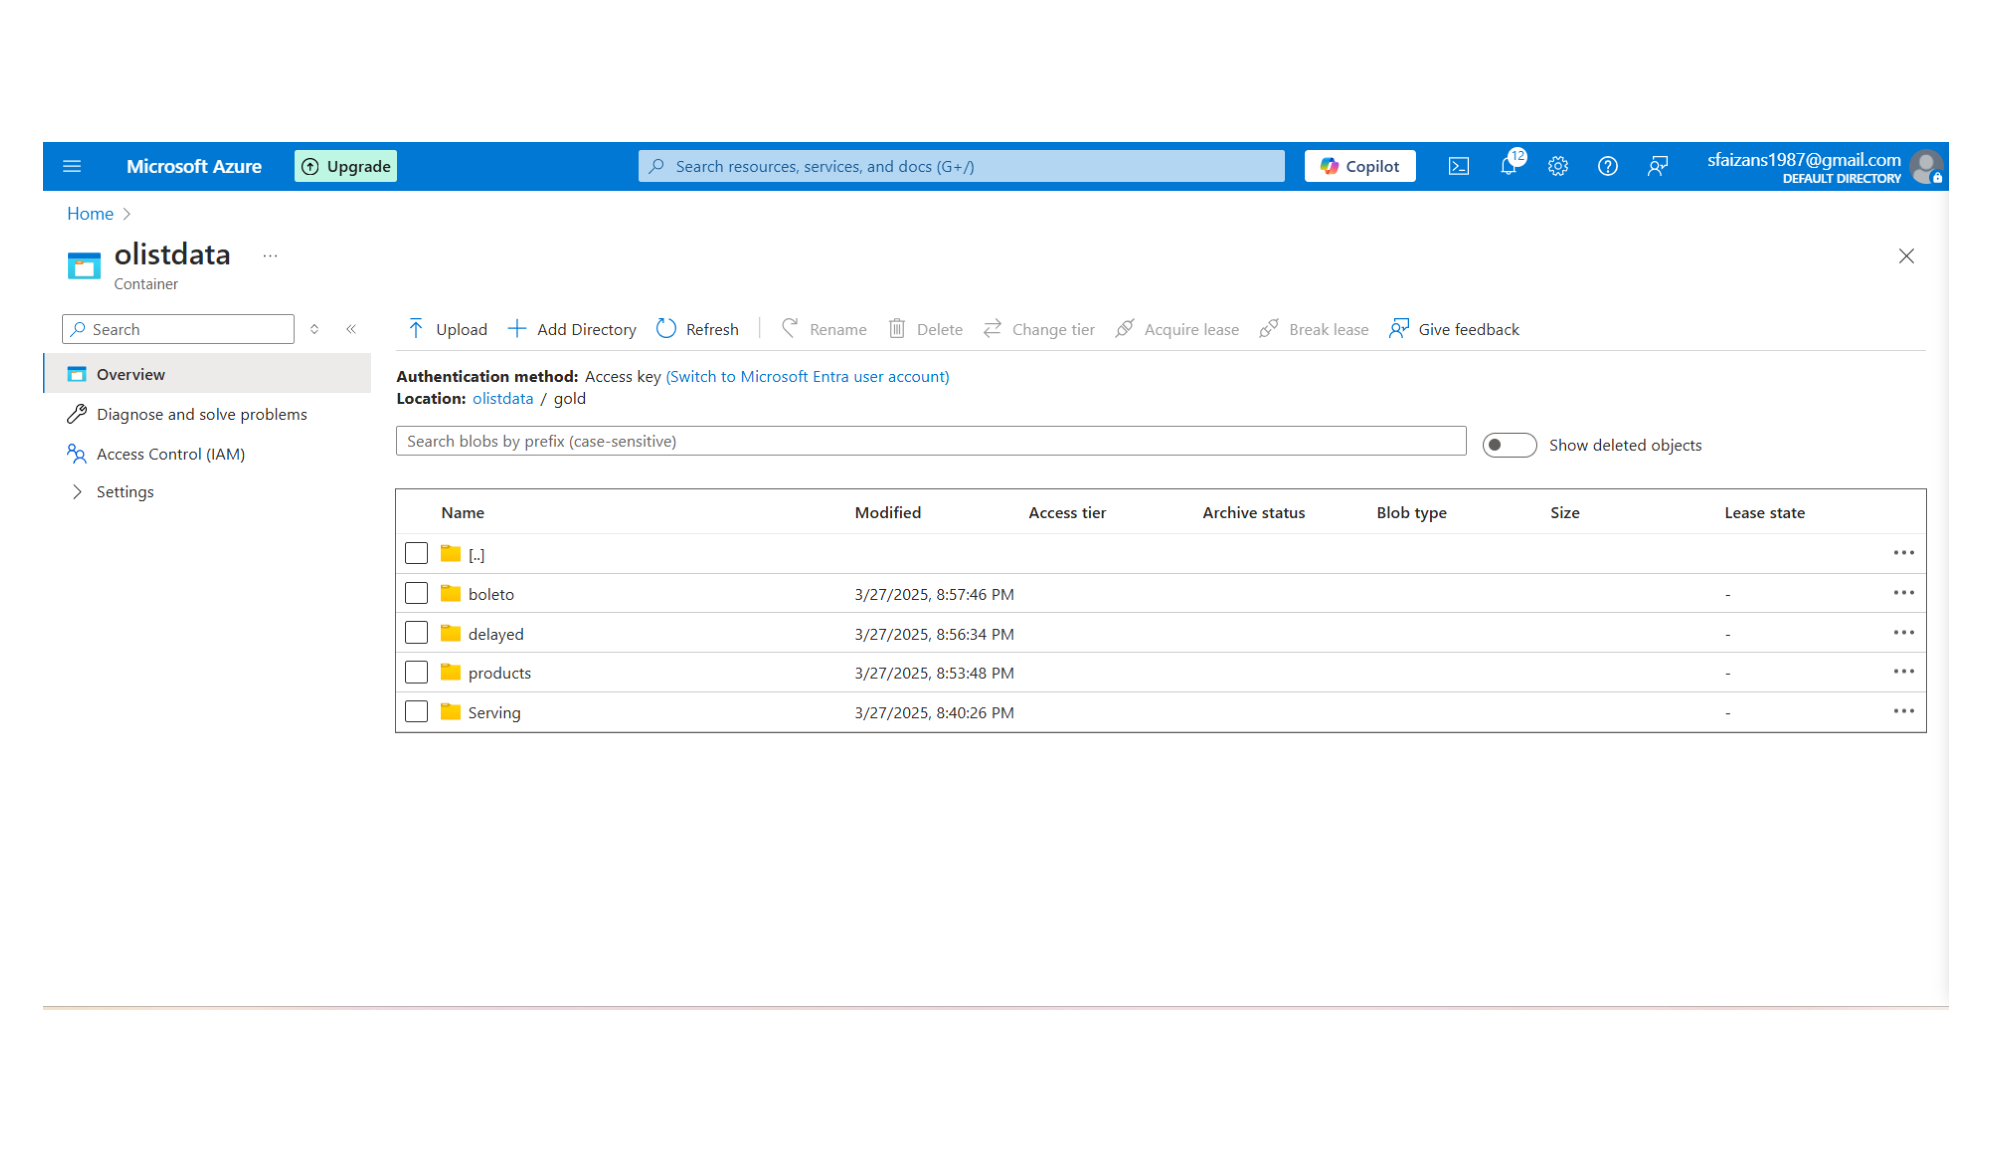 Microsoft Azure
Upgrade
Search resources, services, and docs (G+/)
Copilot
12
sfaizans1987@gmail.com
DEFAULT DIRECTORY
Home
olistdata
...
Container
Search
Overview
Diagnose and solve problems
Access Control (IAM)
Settings
Upload Add Directory Refresh Rename Delete Change tier Acquire lease Break lease Give feedback
Authentication method: Access key (Switch to Microsoft Entra user account)
Location: olistdata / gold
Search blobs by prefix (case-sensitive)
Show deleted objects
Name Modified Access tier Archive status Blob type Size Lease state
[..]
boleto 3/27/2025, 8:57:46 PM -
delayed 3/27/2025, 8:56:34 PM -
products 3/27/2025, 8:53:48 PM -
Serving 3/27/2025, 8:40:26 PM -